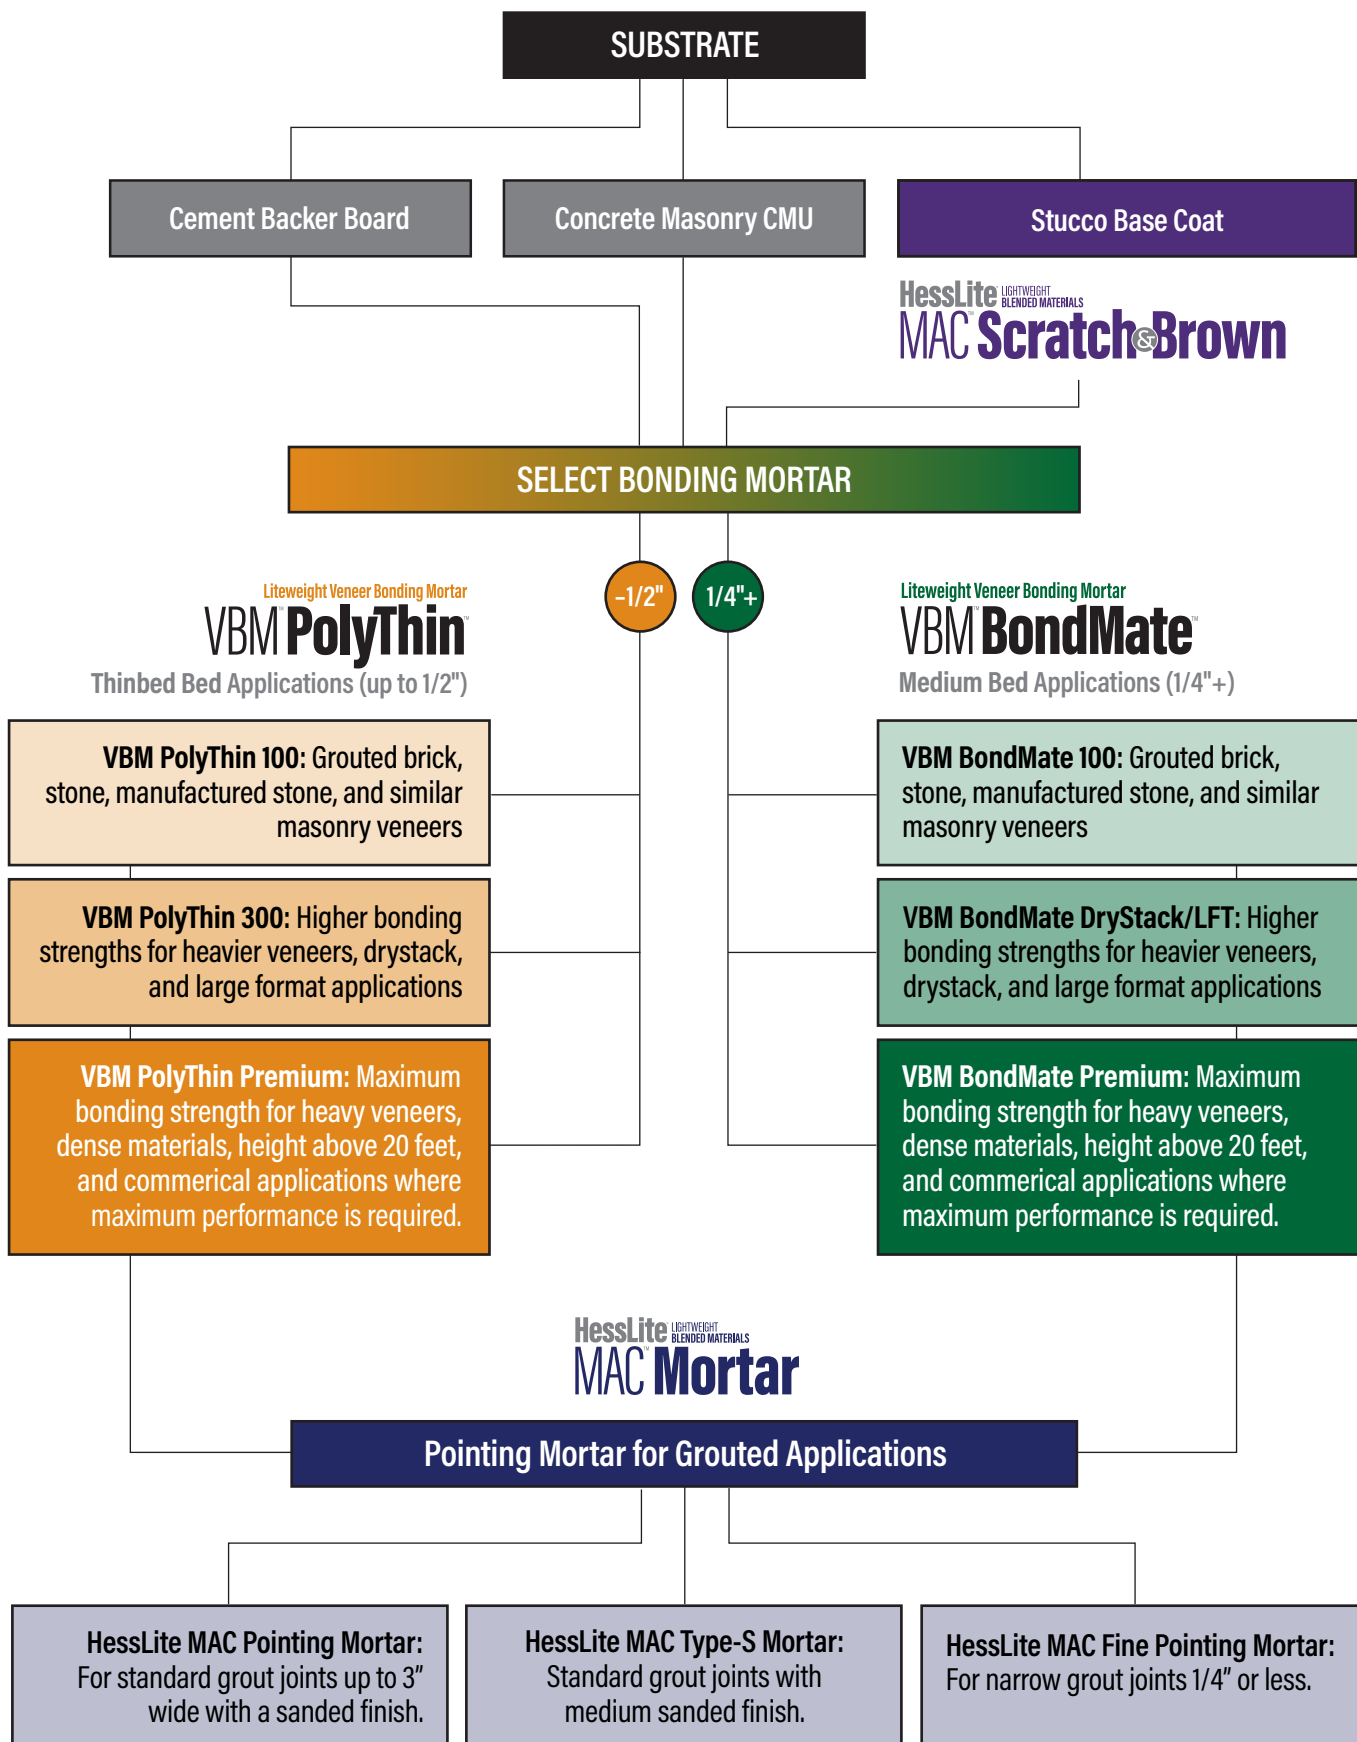 SUBSTRATE
Cement Backer Board
Concrete Masonry CMU
Stucco Base Coat
HessLite LIGHTWEIGHT
BLENDED MATERIALS
MAC™ Scratch & Brown
SELECT BONDING MORTAR
-1/2"
1/4"+
Liteweight Veneer Bonding Mortar
VBM™ PolyThin™
Thinbed Bed Applications (up to 1/2")
Liteweight Veneer Bonding Mortar
VBM™ BondMate™
Medium Bed Applications (1/4"+)
VBM PolyThin 100: Grouted brick,
stone, manufactured stone, and similar
masonry veneers
VBM BondMate 100: Grouted brick,
stone, manufactured stone, and similar
masonry veneers
VBM PolyThin 300: Higher bonding
strengths for heavier veneers, drystack,
and large format applications
VBM BondMate DryStack/LFT: Higher
bonding strengths for heavier veneers,
drystack, and large format applications
VBM PolyThin Premium: Maximum
bonding strength for heavy veneers,
dense materials, height above 20 feet,
and commerical applications where
maximum performance is required.
VBM BondMate Premium: Maximum
bonding strength for heavy veneers,
dense materials, height above 20 feet,
and commerical applications where
maximum performance is required.
HessLite LIGHTWEIGHT
BLENDED MATERIALS
MAC™ Mortar
Pointing Mortar for Grouted Applications
HessLite MAC Pointing Mortar:
For standard grout joints up to 3"
wide with a sanded finish.
HessLite MAC Type-S Mortar:
Standard grout joints with
medium sanded finish.
HessLite MAC Fine Pointing Mortar:
For narrow grout joints 1/4" or less.